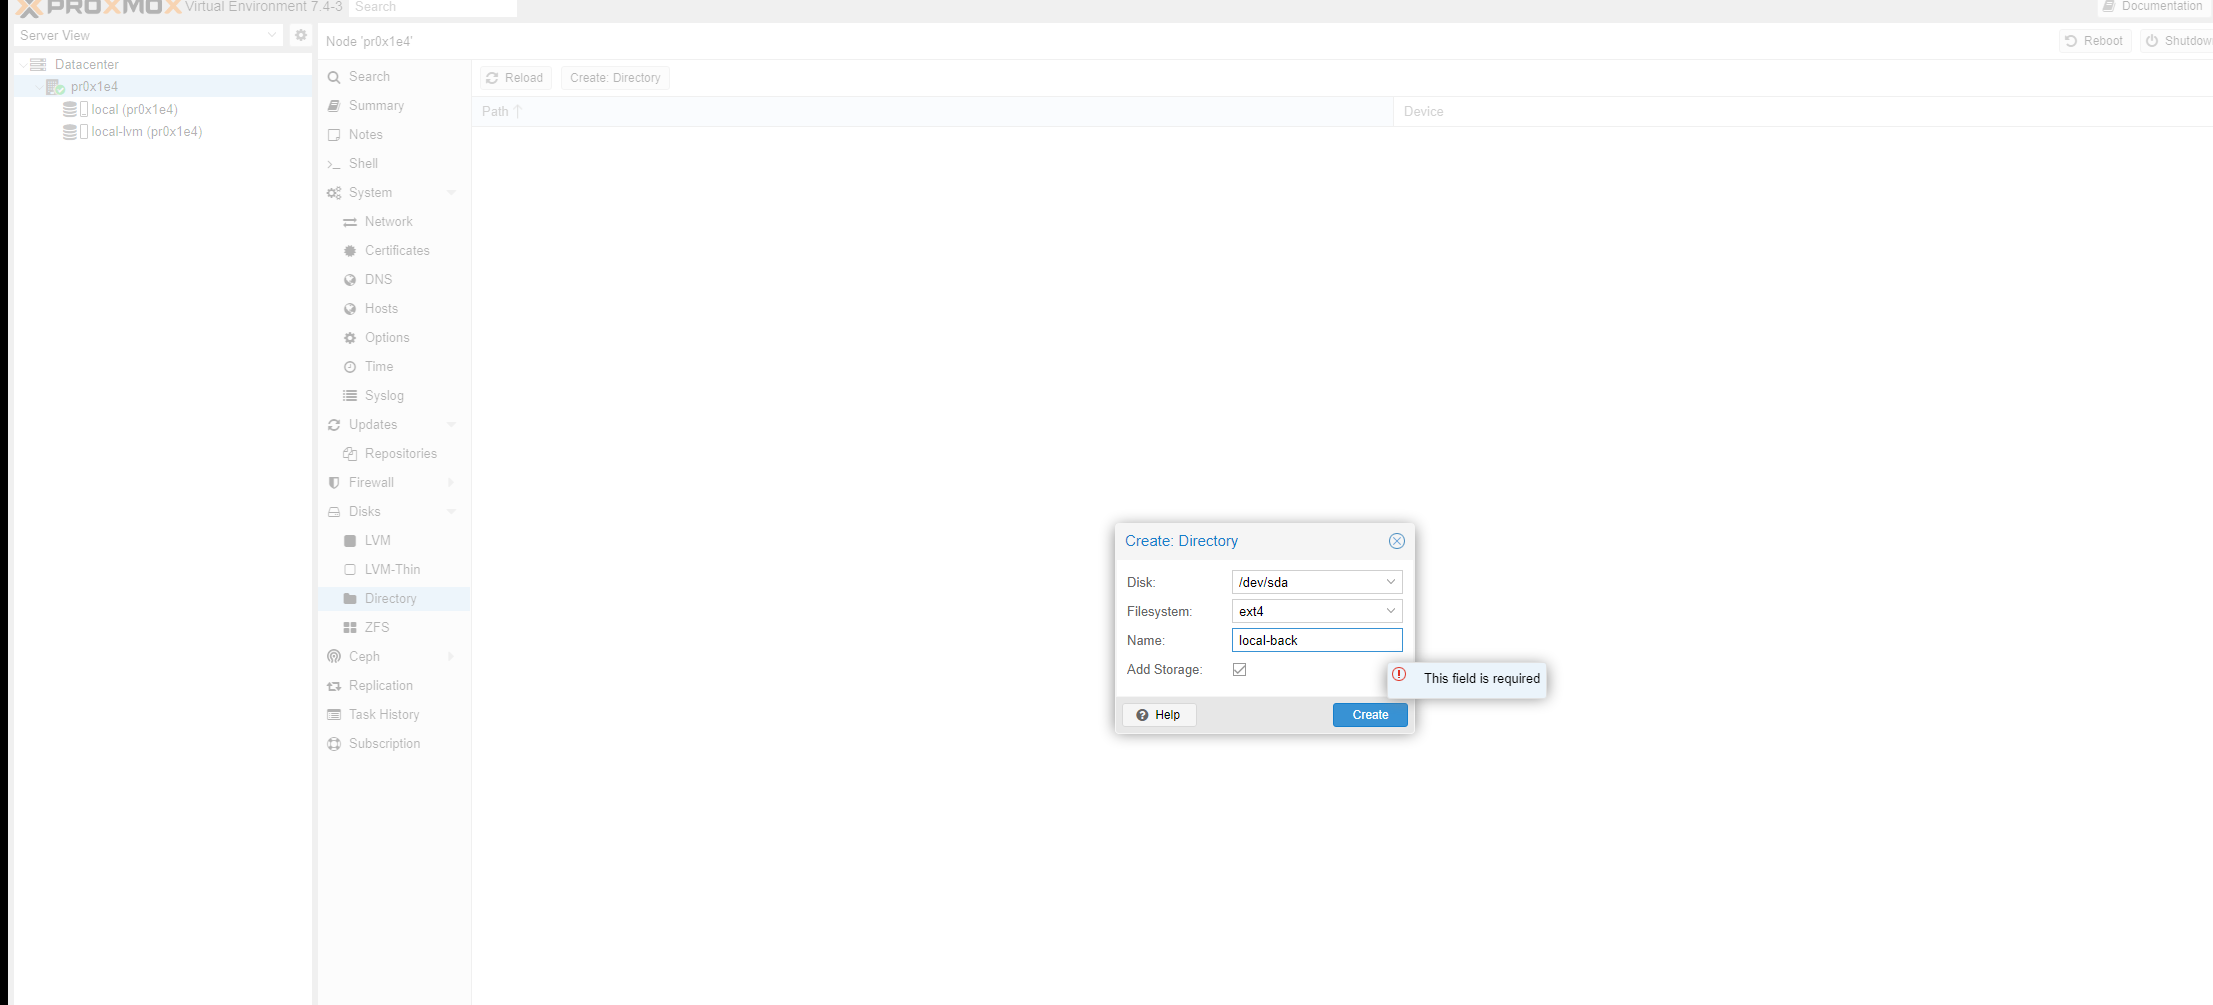 PROXMOX Virtual Environment 7.4-3 Search Documentation
Server View
Node 'pr0x1e4' Reboot Shutdow
Datacenter
pr0x1e4
local (pr0x1e4)
local-lvm (pr0x1e4)
Search
Summary
Notes
Shell
System
Network
Certificates
DNS
Hosts
Options
Time
Syslog
Updates
Repositories
Firewall
Disks
LVM
LVM-Thin
Directory
ZFS
Ceph
Replication
Task History
Subscription
Reload Create: Directory
Path Device
Create: Directory
Disk: /dev/sda
Filesystem: ext4
Name: local-back
Add Storage:
This field is required
Help Create